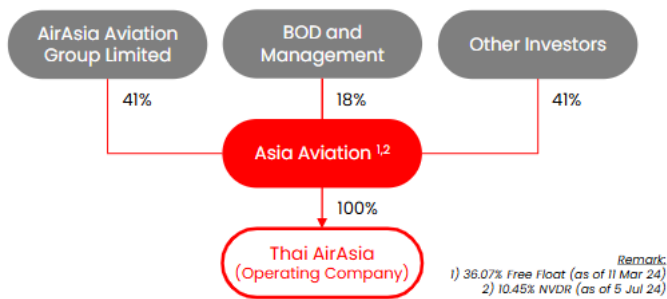 AirAsia Aviation
Group Limited
BOD and
Management
Other Investors
41%
18%
41%
Asia Aviation 1,2
100%
Thai AirAsia
(Operating Company)
Remark:
1) 36.07% Free Float (as of 11 Mar 24)
2) 10.45% NVDR (as of 5 Jul 24)